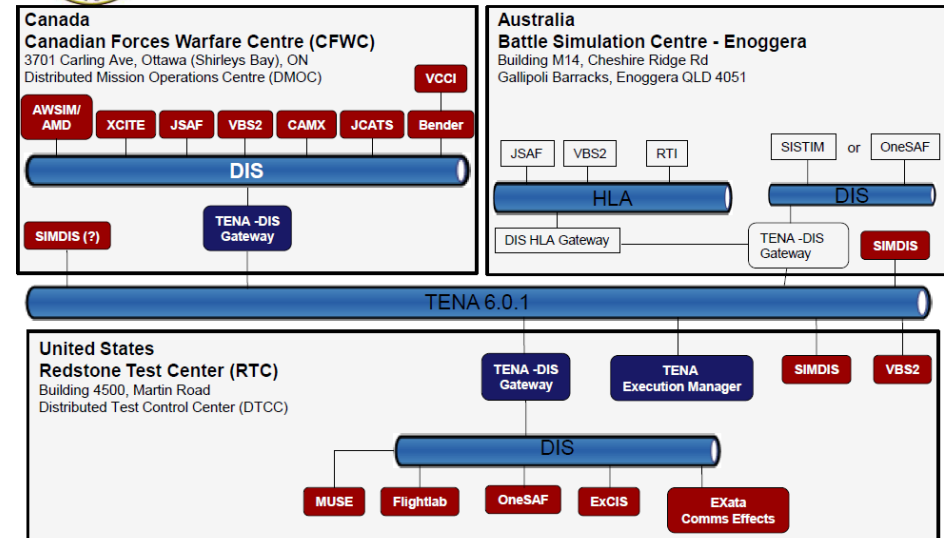 Canada
Canadian Forces Warfare Centre (CFWC)
3701 Carling Ave, Ottawa (Shirleys Bay), ON
Distributed Mission Operations Centre (DMOC)
VCCI
AWSIM/
AMD
XCITE
JSAF
VBS2
CAMX
JCATS
Bender
DIS
SIMDIS (?)
TENA -DIS
Gateway
Australia
Battle Simulation Centre - Enoggera
Building M14, Cheshire Ridge Rd
Gallipoli Barracks, Enoggera QLD 4051
JSAF
VBS2
RTI
SISTIM
or
OneSAF
HLA
DIS
DIS HLA Gateway
TENA -DIS
Gateway
SIMDIS
TENA 6.0.1
United States
Redstone Test Center (RTC)
Building 4500, Martin Road
Distributed Test Control Center (DTCC)
TENA -DIS
Gateway
TENA
Execution Manager
SIMDIS
VBS2
DIS
MUSE
Flightlab
OneSAF
ExCIS
EXata
Comms Effects